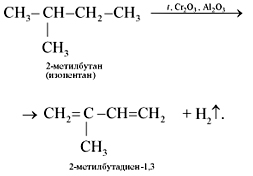 CH₃–CH–CH₂–CH₃ t, Cr₂O₃, Al₂O₃
CH₃
2-метилбутан
(изопентан)
→ CH₂=C–CH=CH₂ + H₂↑.
CH₃
2-метилбутадиен-1,3